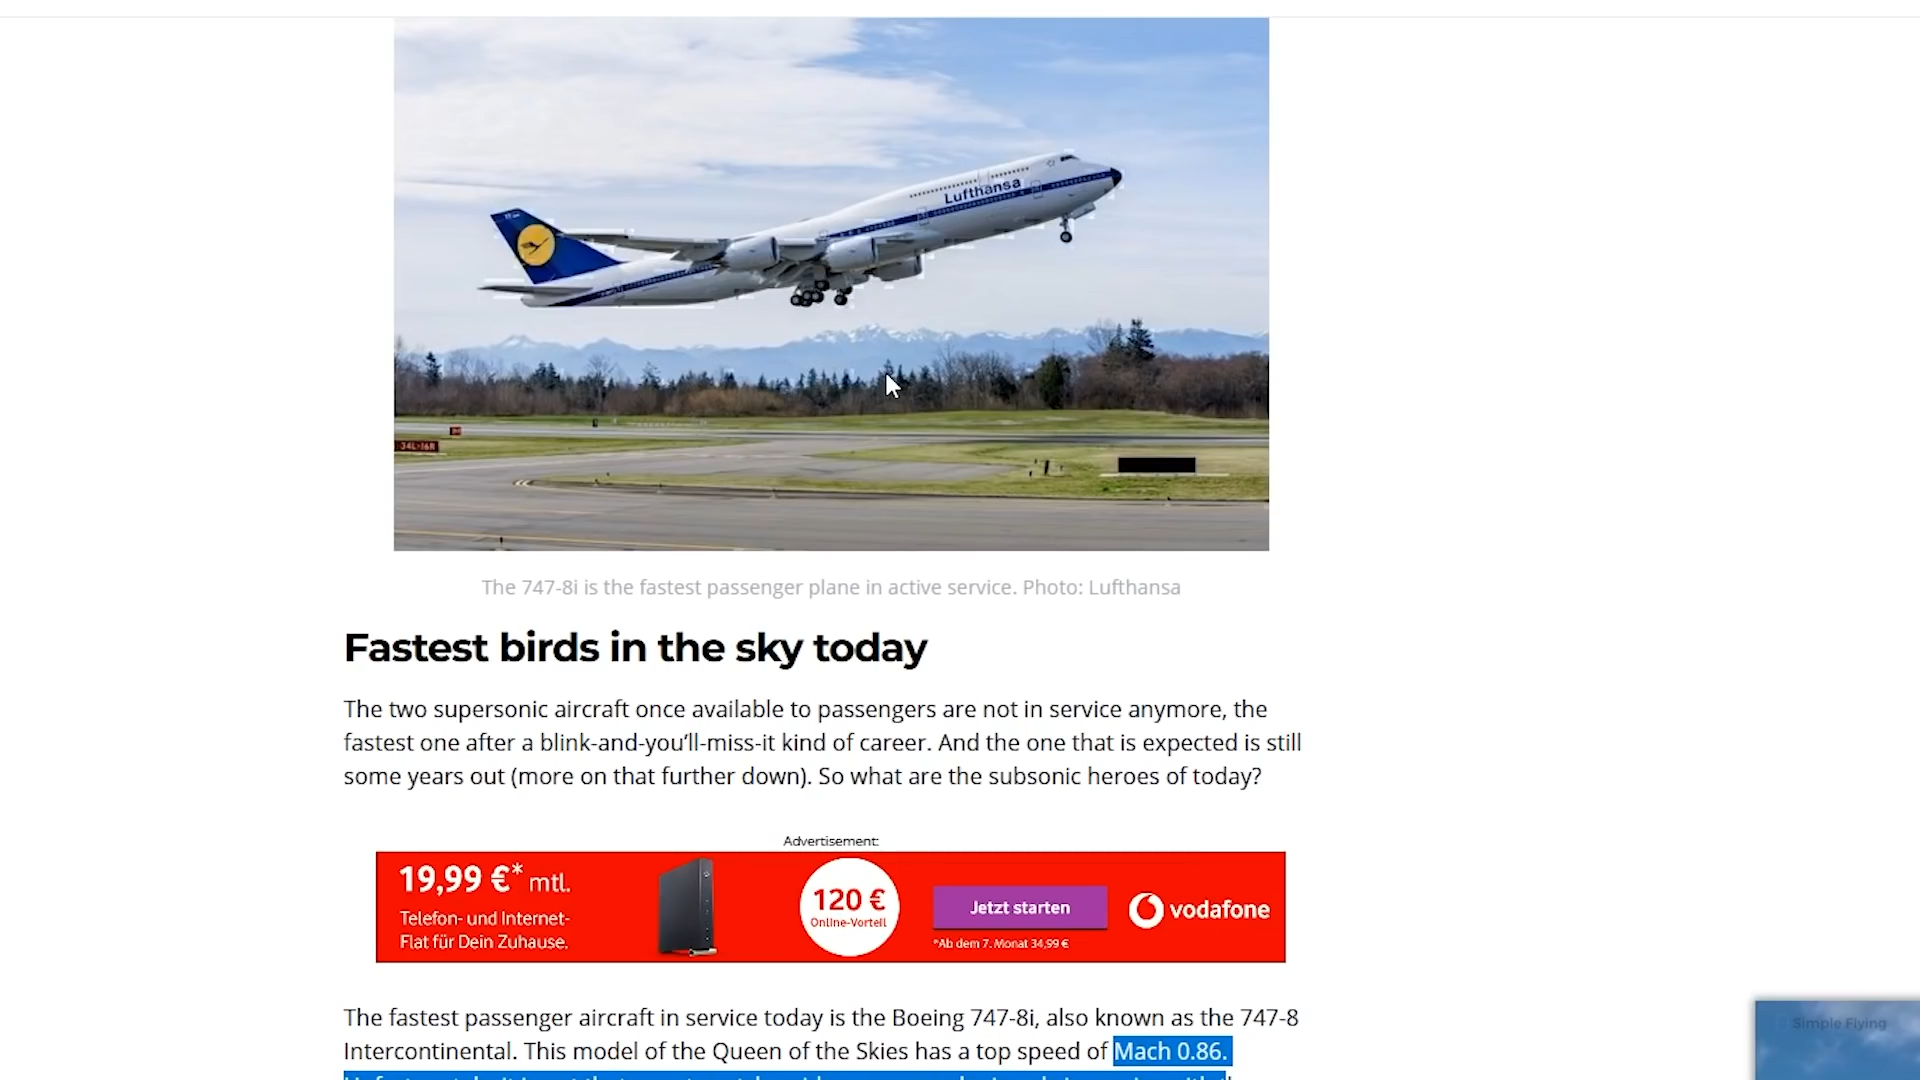 Lufthansa
34L-16R
The 747-8i is the fastest passenger plane in active service. Photo: Lufthansa
Fastest birds in the sky today
The two supersonic aircraft once available to passengers are not in service anymore, the
fastest one after a blink-and-you'll-miss-it kind of career. And the one that is expected is still
some years out (more on that further down). So what are the subsonic heroes of today?
Advertisement:
19,99 €* mtl.
Telefon- und Internet-
Flat für Dein Zuhause.
120 €
Online-Vorteil
Jetzt starten
*Ab dem 7. Monat 34,99 €
vodafone
The fastest passenger aircraft in service today is the Boeing 747-8i, also known as the 747-8
Intercontinental. This model of the Queen of the Skies has a top speed of Mach 0.86.
Simple Flying